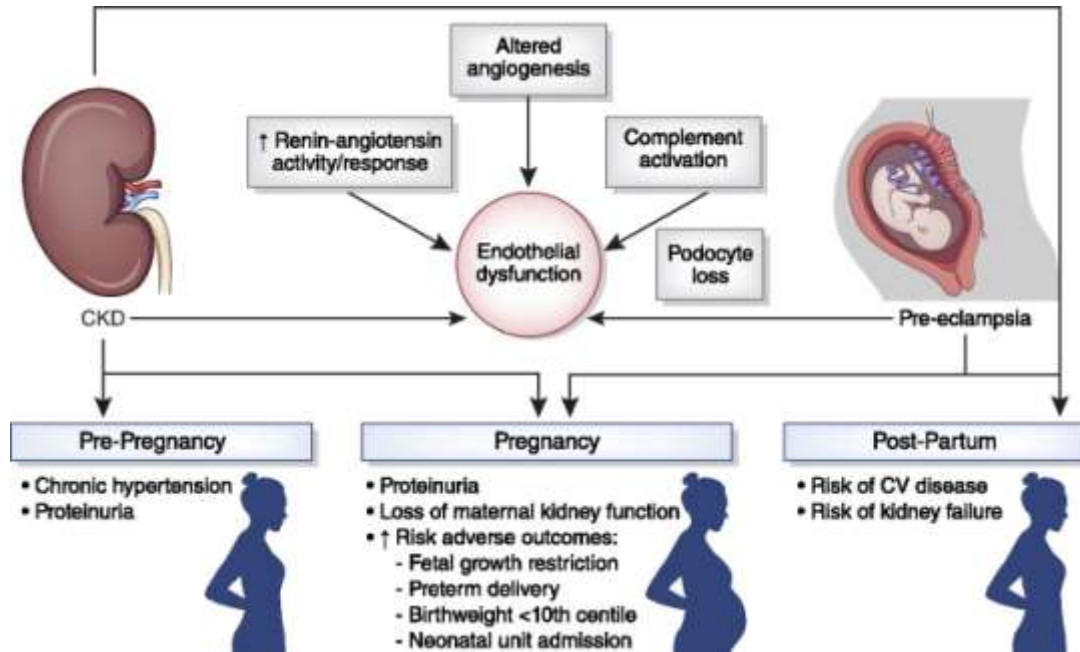 Altered
angiogenesis
↑ Renin-angiotensin
activity/response
Complement
activation
Endothelial
dysfunction
Podocyte
loss
CKD
Pre-eclampsia
Pre-Pregnancy
• Chronic hypertension
• Proteinuria
Pregnancy
• Proteinuria
• Loss of maternal kidney function
• ↑ Risk adverse outcomes:
- Fetal growth restriction
- Preterm delivery
- Birthweight <10th centile
- Neonatal unit admission
Post-Partum
• Risk of CV disease
• Risk of kidney failure